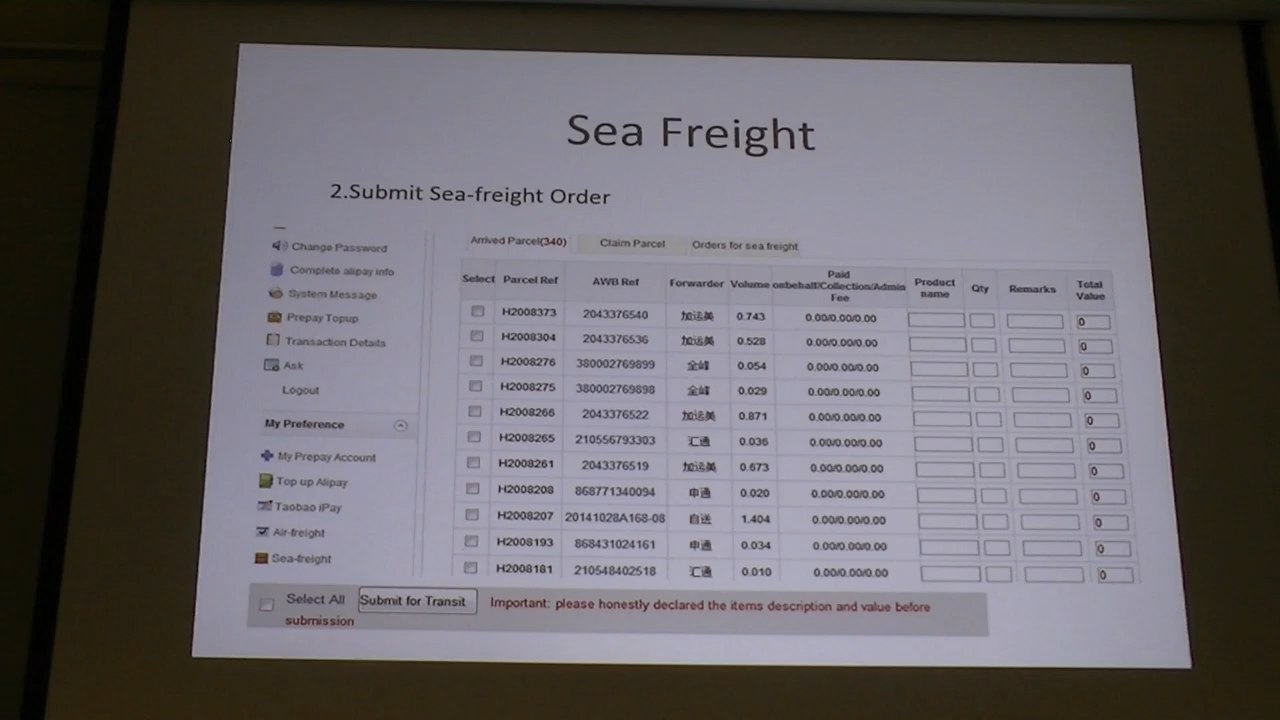 Sea Freight
2.Submit Sea-freight Order
Change Password
Complete alipay info
System Message
Prepay Topup
Transaction Details
Ask
Logout
My Preference
My Prepay Account
Top up Alipay
Taobao iPay
Air-freight
Sea-freight
Arrived Parcel(340) Claim Parcel Orders for sea freight
Select Parcel Ref AWB Ref Forwarder Volume Paid onbehalf/Collection/Admin Fee Product name Qty Remarks Total Value
H2008373 2043376540 加运美 0.743 0.00/0.00/0.00 0
H2008304 2043376536 加运美 0.528 0.00/0.00/0.00 0
H2008276 380002769899 全峰 0.054 0.00/0.00/0.00 0
H2008275 380002769898 全峰 0.029 0.00/0.00/0.00 0
H2008266 2043376522 加运美 0.871 0.00/0.00/0.00 0
H2008265 210556793303 汇通 0.036 0.00/0.00/0.00 0
H2008261 2043376519 加运美 0.673 0.00/0.00/0.00 0
H2008208 868771340094 申通 0.020 0.00/0.00/0.00 0
H2008207 20141028A168-08 自送 1.404 0.00/0.00/0.00 0
H2008193 868431024161 申通 0.034 0.00/0.00/0.00 0
H2008181 210548402518 汇通 0.010 0.00/0.00/0.00 0
Select All Submit for Transit Important: please honestly declared the items description and value before
submission